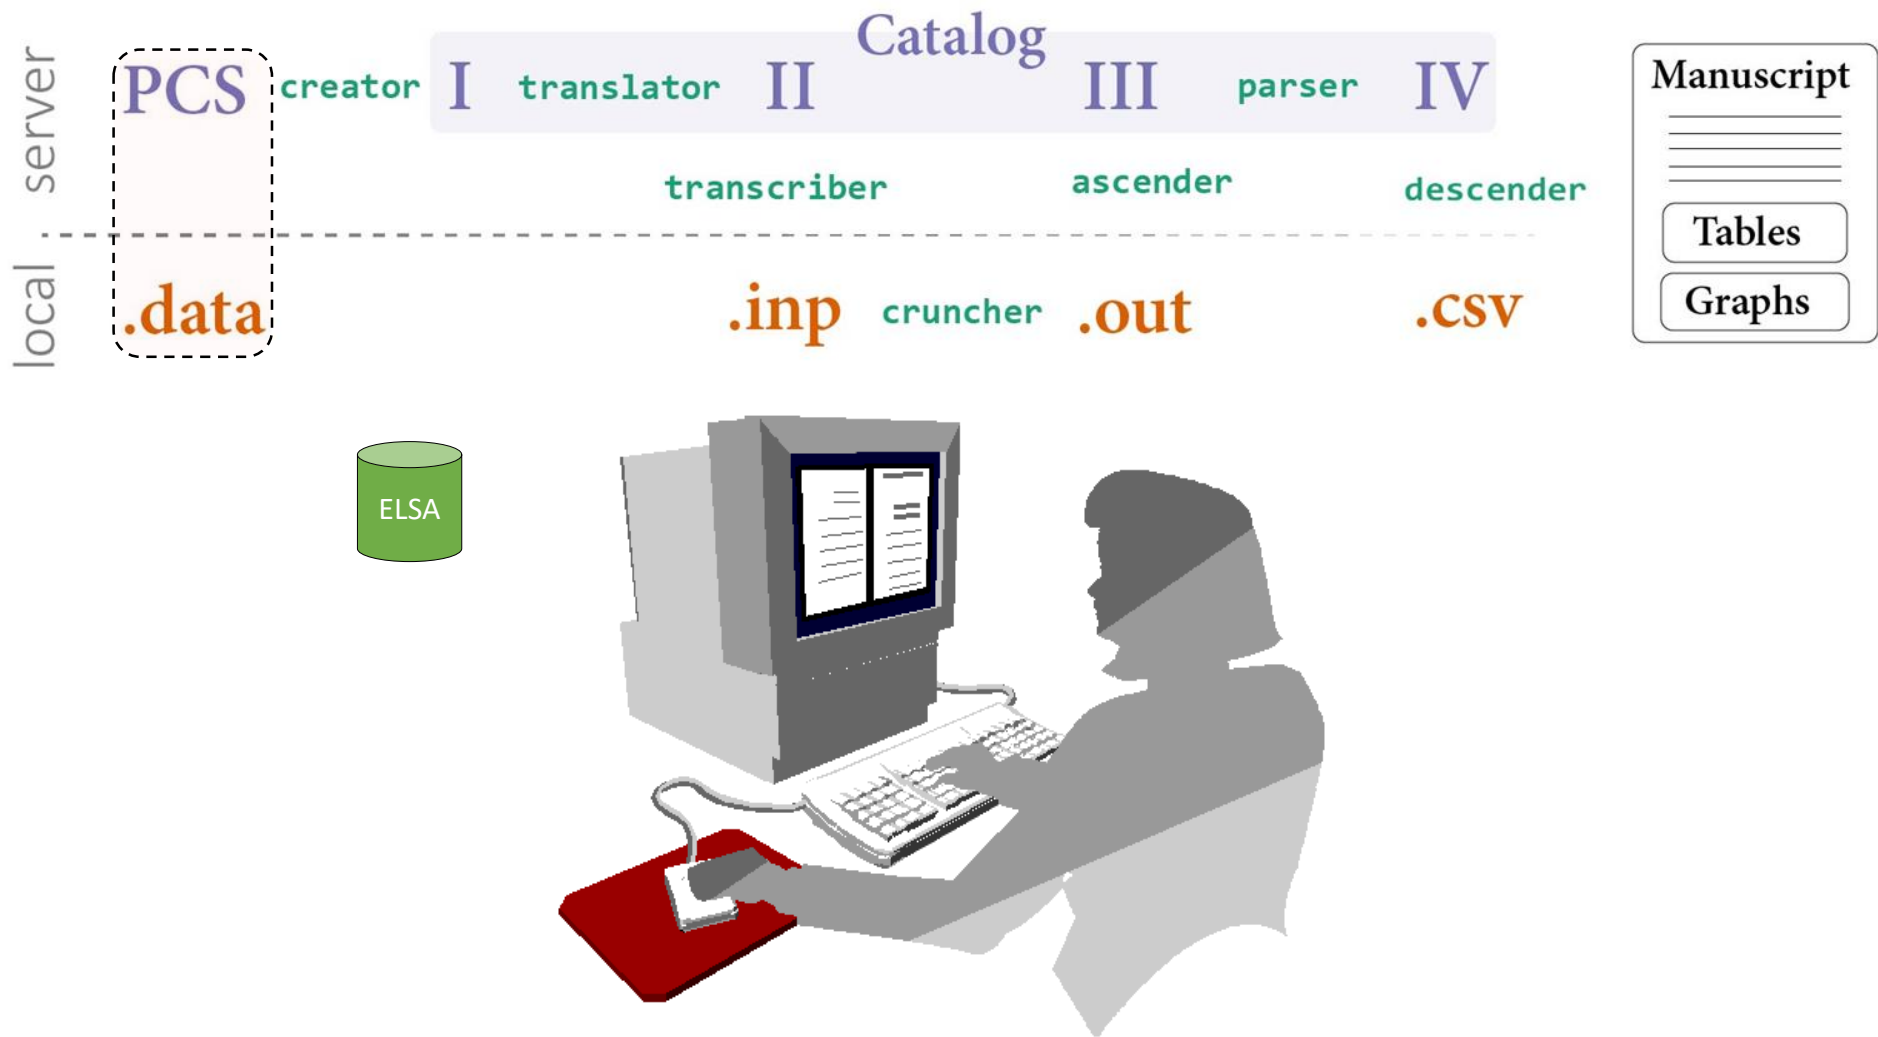 Catalog
server
PCS creator I translator II III parser IV
transcriber ascender descender
local
.data .inp cruncher .out .csv
Manuscript
Tables
Graphs
ELSA